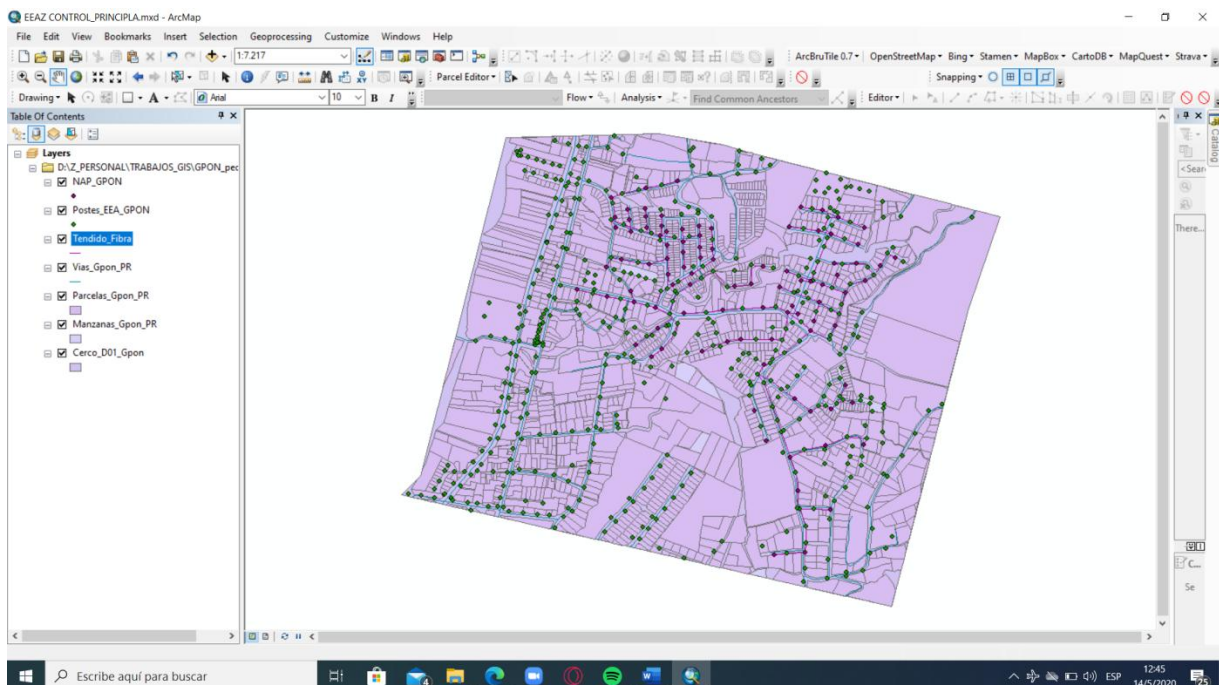 EEAZ CONTROL_PRINCIPLA.mxd - ArcMap
File Edit View Bookmarks Insert Selection Geoprocessing Customize Windows Help
1:7.217
ArcBruTile 0.7 OpenStreetMap Bing Stamen MapBox CartoDB MapQuest Strava
Parcel Editor
Snapping
Drawing A Arial 10 B I
Flow Analysis Find Common Ancestors
Editor
Table Of Contents
Layers
D:\Z_PERSONAL\TRABAJOS_GIS\GPON_pec
NAP_GPON
Postes_EEA_GPON
Tendido_Fibra
Vias_Gpon_PR
Parcelas_Gpon_PR
Manzanas_Gpon_PR
Cerco_D01_Gpon
Catalog
<Sear
There...
C...
Se
Escribe aquí para buscar
4
ESP
12:45
14/5/2020
25